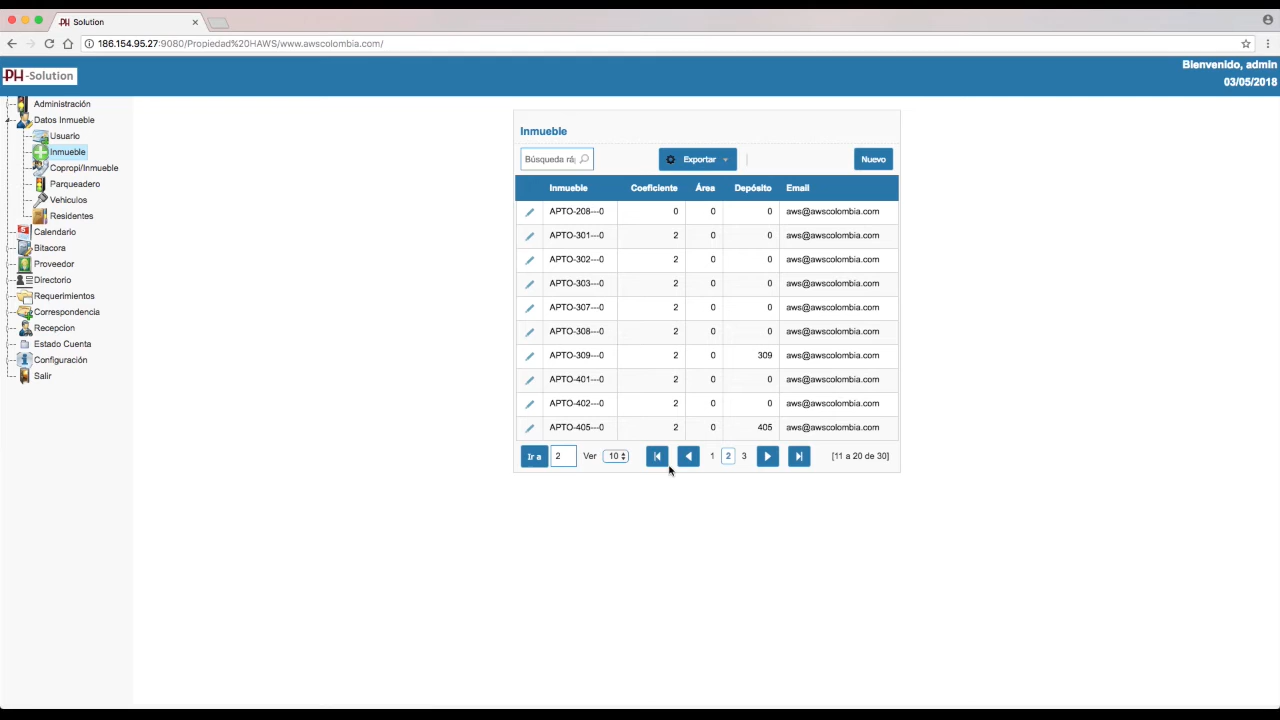 PH Solution
186.154.95.27:9080/Propiedad%20HAWS/www.awscolombia.com/
PH-Solution
Bienvenido, admin
03/05/2018
Administración
Datos Inmueble
Usuario
Inmueble
Copropi/Inmueble
Parqueadero
Vehiculos
Residentes
Calendario
Bitacora
Proveedor
Directorio
Requerimientos
Correspondencia
Recepcion
Estado Cuenta
Configuración
Salir
Inmueble
Búsqueda rá Exportar Nuevo
Inmueble Coeficiente Área Depósito Email
APTO-208---0 0 0 0 aws@awscolombia.com
APTO-301---0 2 0 0 aws@awscolombia.com
APTO-302---0 2 0 0 aws@awscolombia.com
APTO-303---0 2 0 0 aws@awscolombia.com
APTO-307---0 2 0 0 aws@awscolombia.com
APTO-308---0 2 0 0 aws@awscolombia.com
APTO-309---0 2 0 309 aws@awscolombia.com
APTO-401---0 2 0 0 aws@awscolombia.com
APTO-402---0 2 0 0 aws@awscolombia.com
APTO-405---0 2 0 405 aws@awscolombia.com
Ir a 2 Ver 10 1 2 3 [11 a 20 de 30]